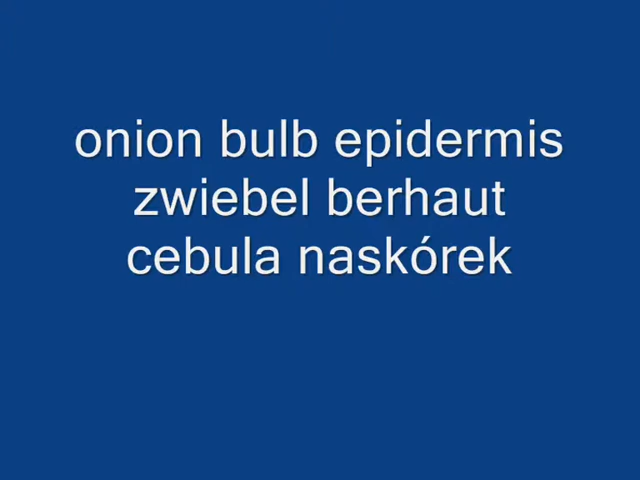 onion bulb epidermis
zwiebel berhaut
cebula naskórek